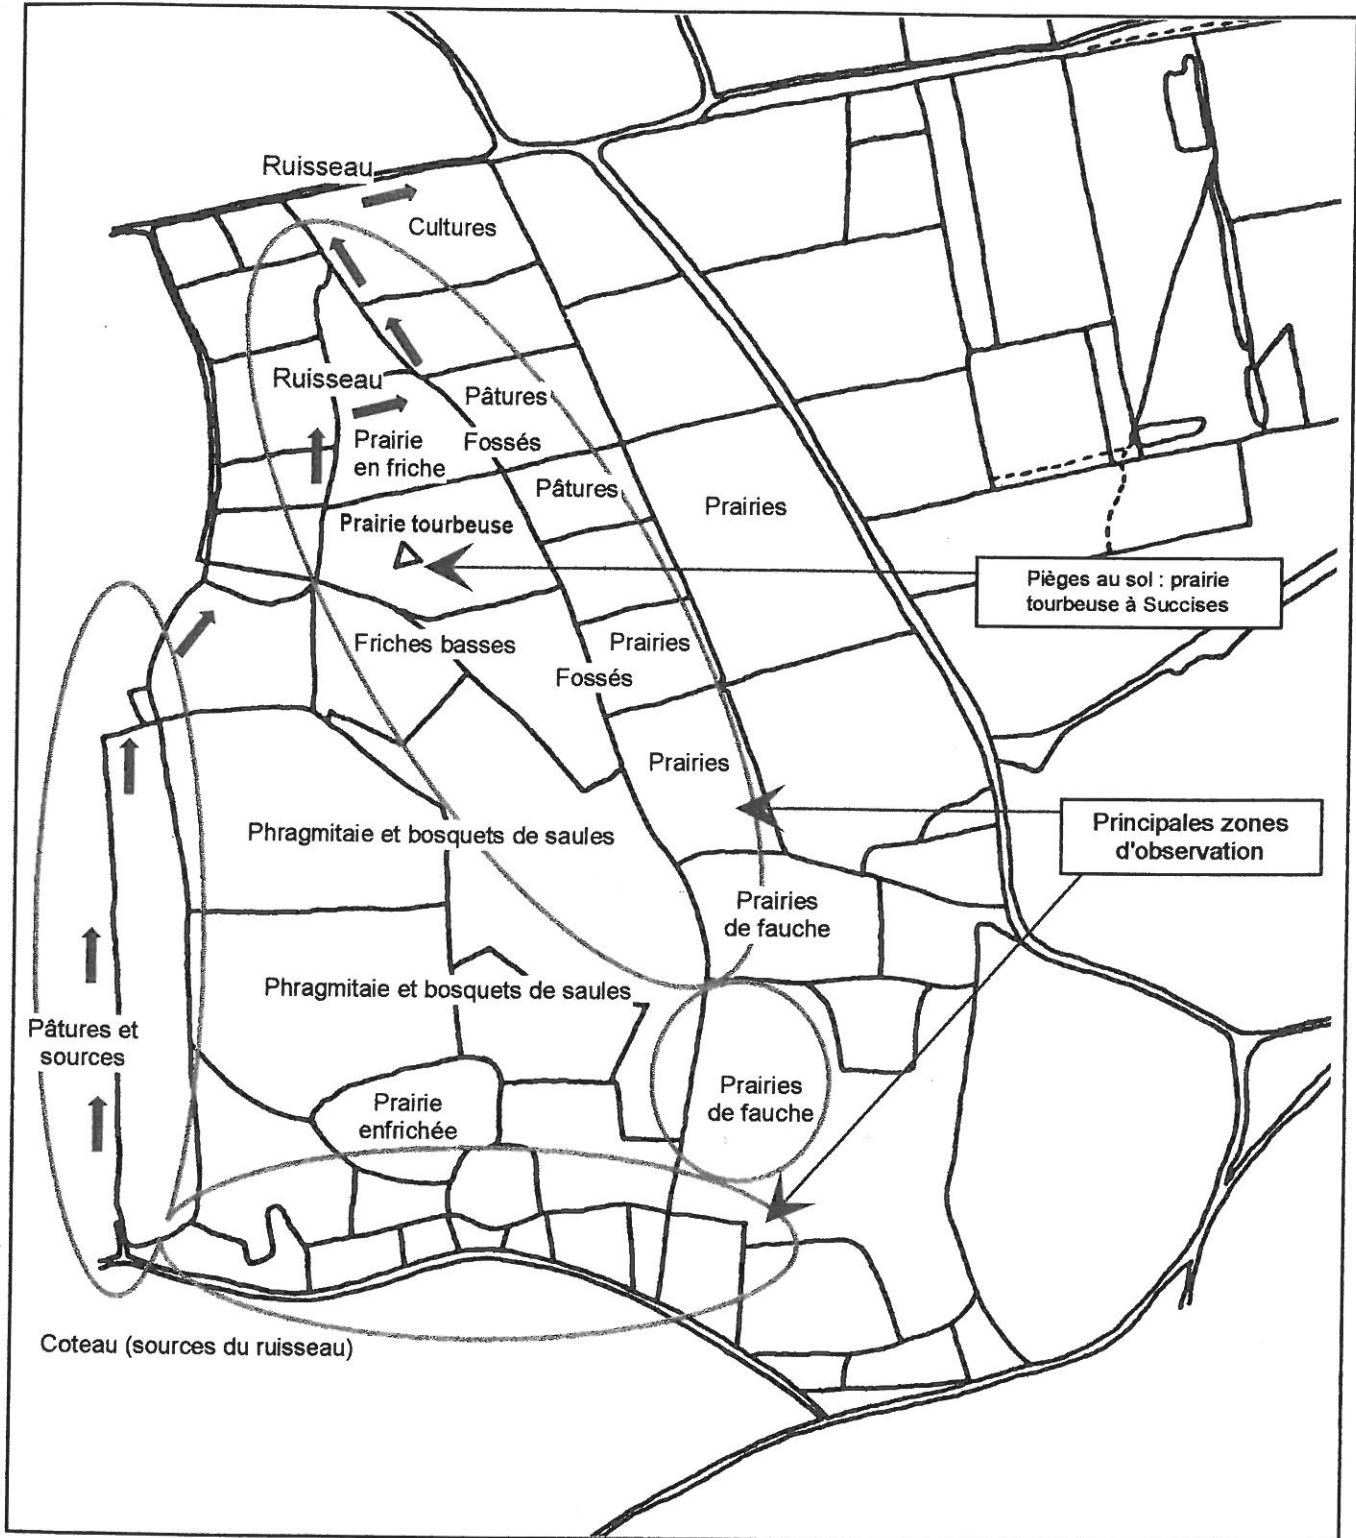 Ruisseau
Cultures
Ruisseau
Pâtures
Prairie
en friche
Fossés
Pâtures
Prairies
Prairie tourbeuse
Pièges au sol : prairie
tourbeuse à Succises
Friches basses
Prairies
Fossés
Prairies
Phragmitaie et bosquets de saules
Principales zones
d'observation
Prairies
de fauche
Phragmitaie et bosquets de saules
Pâtures et
sources
Prairie
enfrichée
Prairies
de fauche
Coteau (sources du ruisseau)